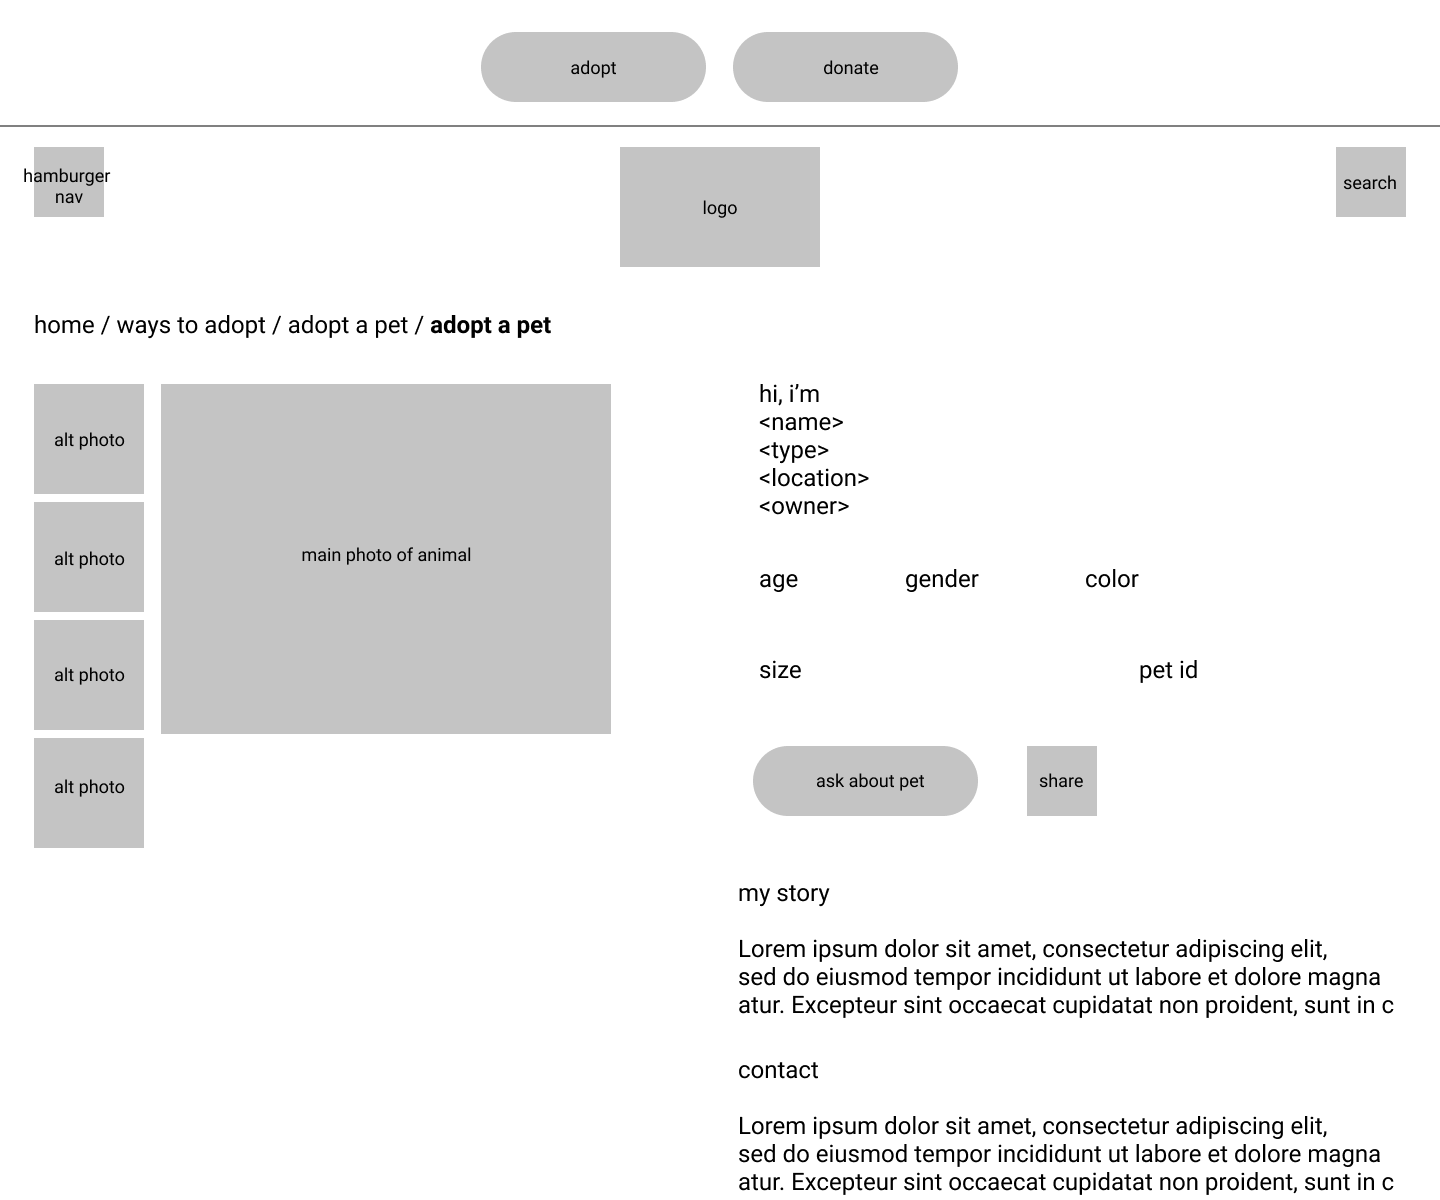 adopt
donate
hamburger
nav
logo
search
home / ways to adopt / adopt a pet / adopt a pet
alt photo
alt photo
alt photo
alt photo
main photo of animal
hi, i’m
<name>
<type>
<location>
<owner>
age gender color
size pet id
ask about pet
share
my story
Lorem ipsum dolor sit amet, consectetur adipiscing elit,
sed do eiusmod tempor incididunt ut labore et dolore magna
atur. Excepteur sint occaecat cupidatat non proident, sunt in c
contact
Lorem ipsum dolor sit amet, consectetur adipiscing elit,
sed do eiusmod tempor incididunt ut labore et dolore magna
atur. Excepteur sint occaecat cupidatat non proident, sunt in c